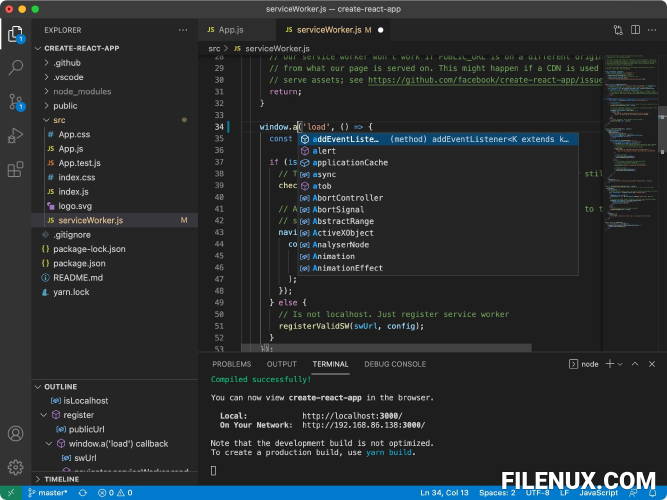 serviceWorker.js — create-react-app
EXPLORER
CREATE-REACT-APP
.github
.vscode
node_modules
public
src
App.css
JS App.js
JS App.test.js
index.css
JS index.js
logo.svg
JS serviceWorker.js M
.gitignore
{} package-lock.json
{} package.json
README.md
yarn.lock
OUTLINE
isLocalhost
register
publicUrl
window.a('load') callback
swUrl
TIMELINE
JS App.js
JS serviceWorker.js M
src > JS serviceWorker.js
28 // Our service worker won't work if PUBLIC_URL is on a different origin
29 // from what our page is served on. This might happen if a CDN is used
30 // serve assets; see https://github.com/facebook/create-react-app/issue
31 return;
32 }
33
34 window.a('load', () => {
35 const
36
37 if (is
38 // T stil
39 chec
40
41 // A to t
42 // s
43 navi
44 co
45
46
47 );
48 });
49 } else {
50 // Is not localhost. Just register service worker
51 registerValidSW(swUrl, config);
52 }
53 });
addEventListe… (method) addEventListener<K extends k…
alert
applicationCache
async
atob
AbortController
AbortSignal
AbstractRange
ActiveXObject
AnalyserNode
Animation
AnimationEffect
PROBLEMS OUTPUT TERMINAL DEBUG CONSOLE
node
Compiled successfully!
You can now view create-react-app in the browser.
Local: http://localhost:3000/
On Your Network: http://192.168.86.138:3000/
Note that the development build is not optimized.
To create a production build, use yarn build.
master* 0 0 Ln 34, Col 13 Spaces: 2 UTF-8 LF JavaScript
FILENUX.COM